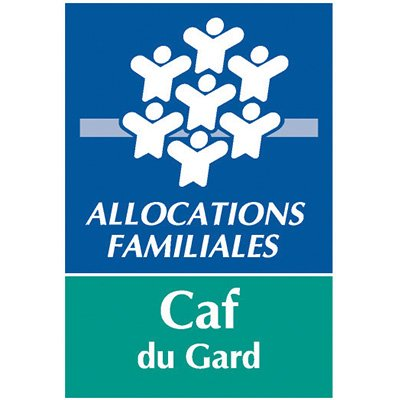 ALLOCATIONS
FAMILIALES
Caf
du Gard